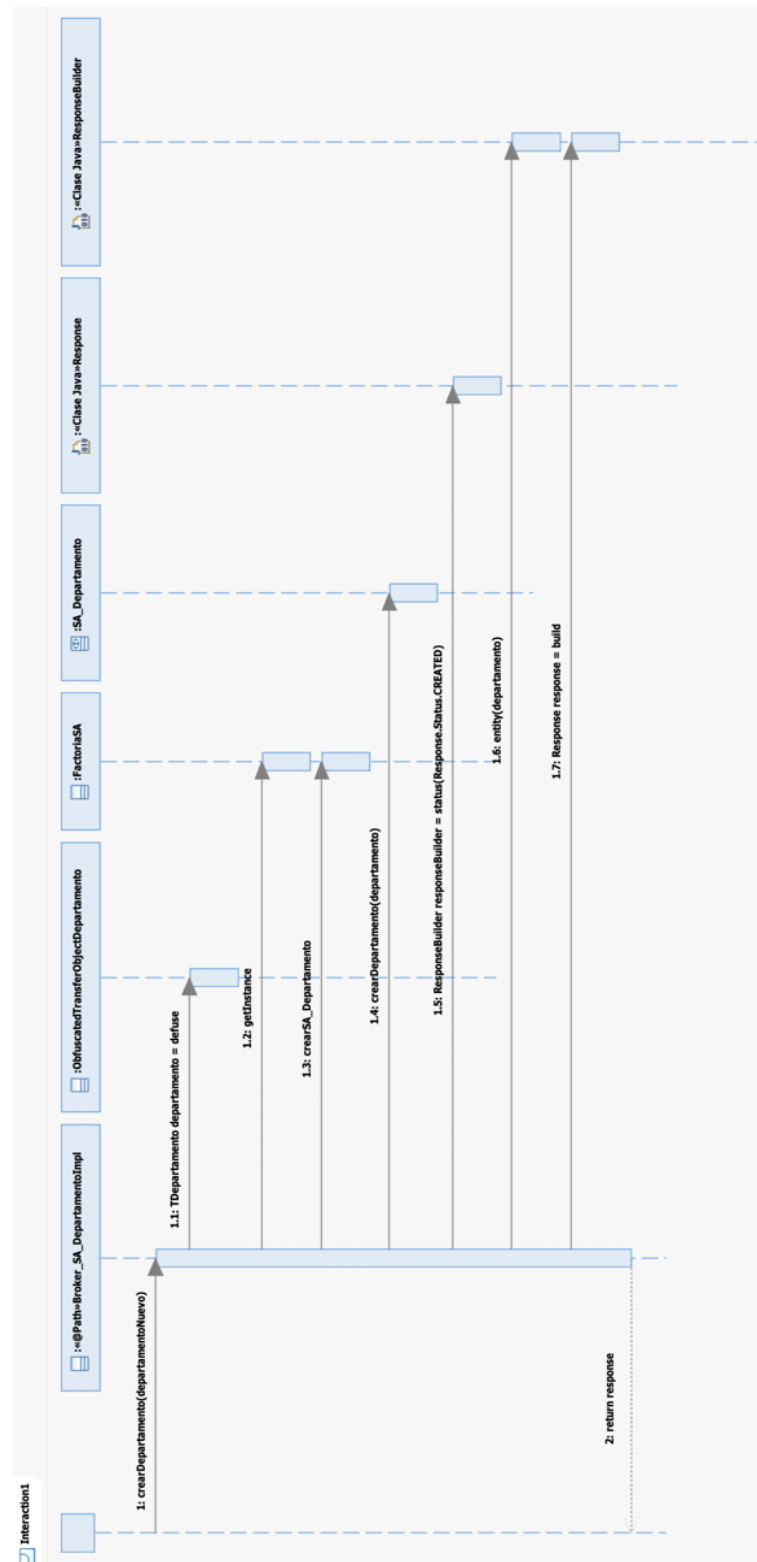 Interaction1
:«@Path»Broker_SA_DepartamentoImpl
:ObfuscatedTransferObjectDepartamento
:FactoriaSA
:SA_Departamento
:«Clase Java»Response
:«Clase Java»ResponseBuilder
1: crearDepartamento(departamentoNuevo)
1.1: TDepartamento departamento = defuse
1.2: getInstance
1.3: crearSA_Departamento
1.4: crearDepartamento(departamento)
1.5: ResponseBuilder responseBuilder = status(Response.Status.CREATED)
1.6: entity(departamento)
1.7: Response response = build
2: return response